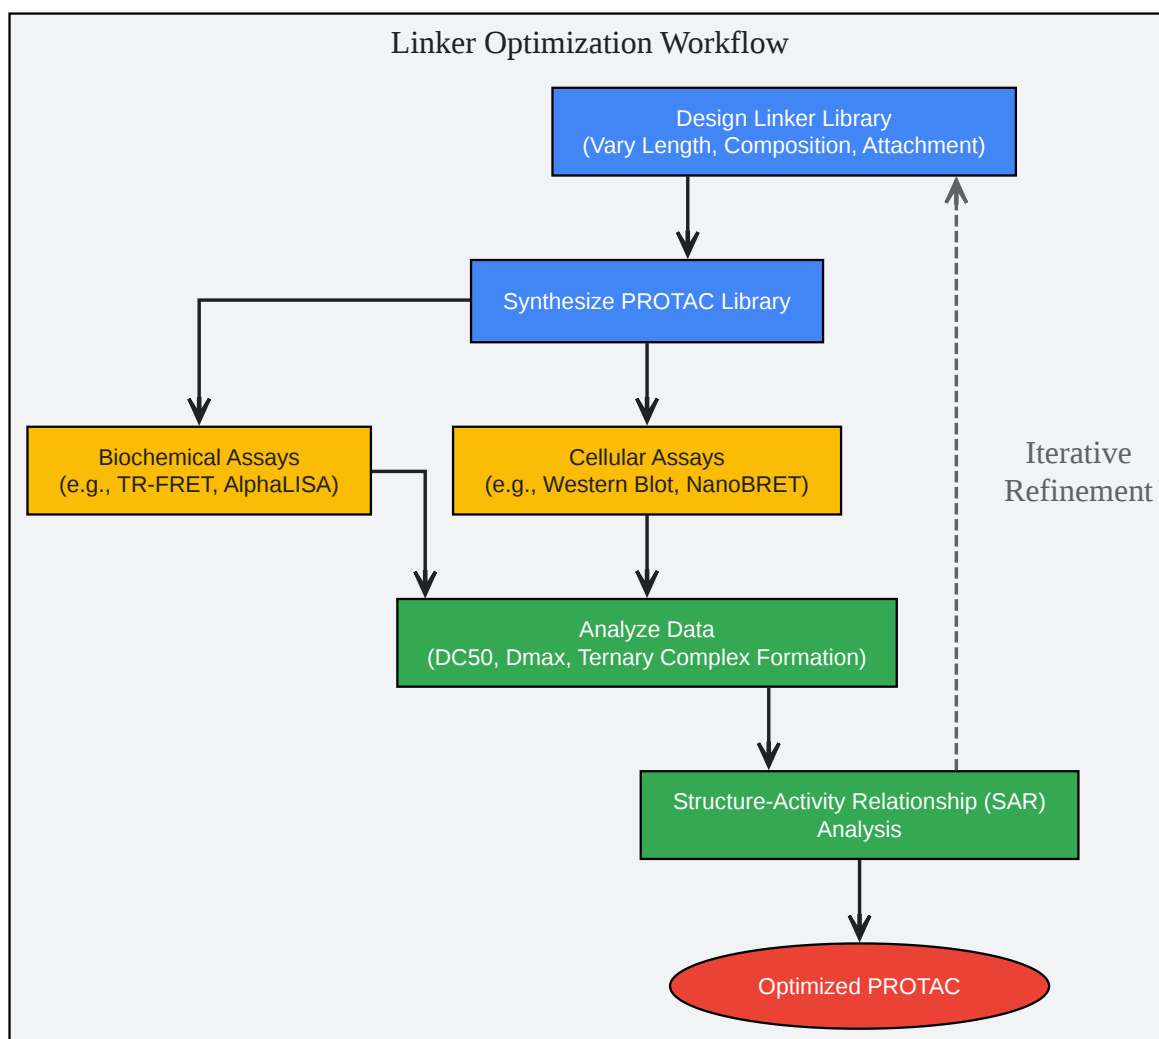 Linker Optimization Workflow
Design Linker Library
(Vary Length, Composition, Attachment)
Synthesize PROTAC Library
Biochemical Assays
(e.g., TR-FRET, AlphaLISA)
Cellular Assays
(e.g., Western Blot, NanoBRET)
Iterative
Refinement
Analyze Data
(DC50, Dmax, Ternary Complex Formation)
Structure-Activity Relationship (SAR)
Analysis
Optimized PROTAC